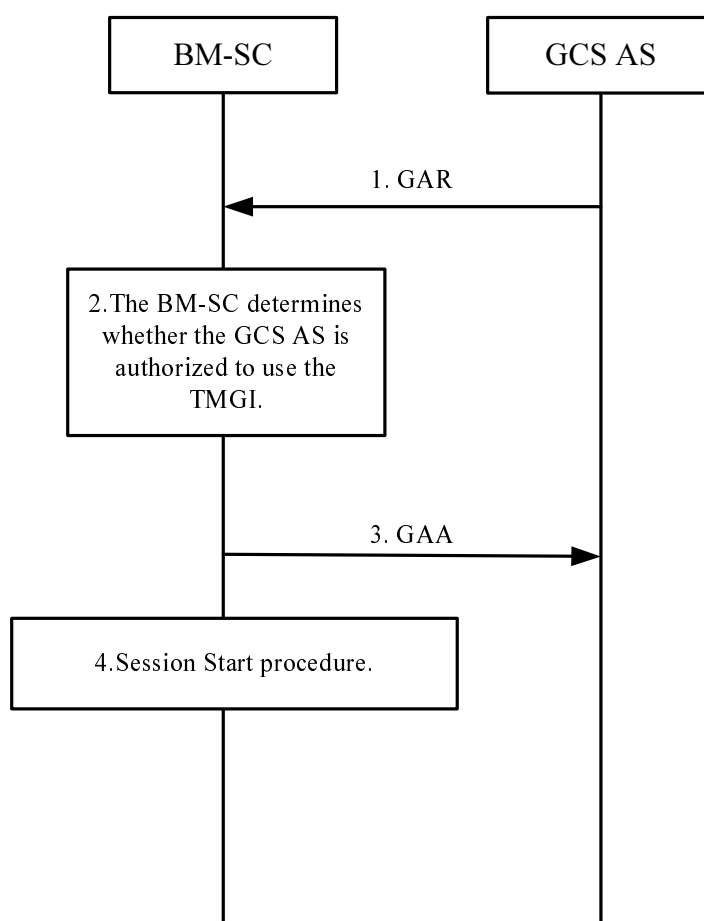 BM-SC
GCS AS
1. GAR
2.The BM-SC determines
whether the GCS AS is
authorized to use the
TMGI.
3. GAA
4.Session Start procedure.